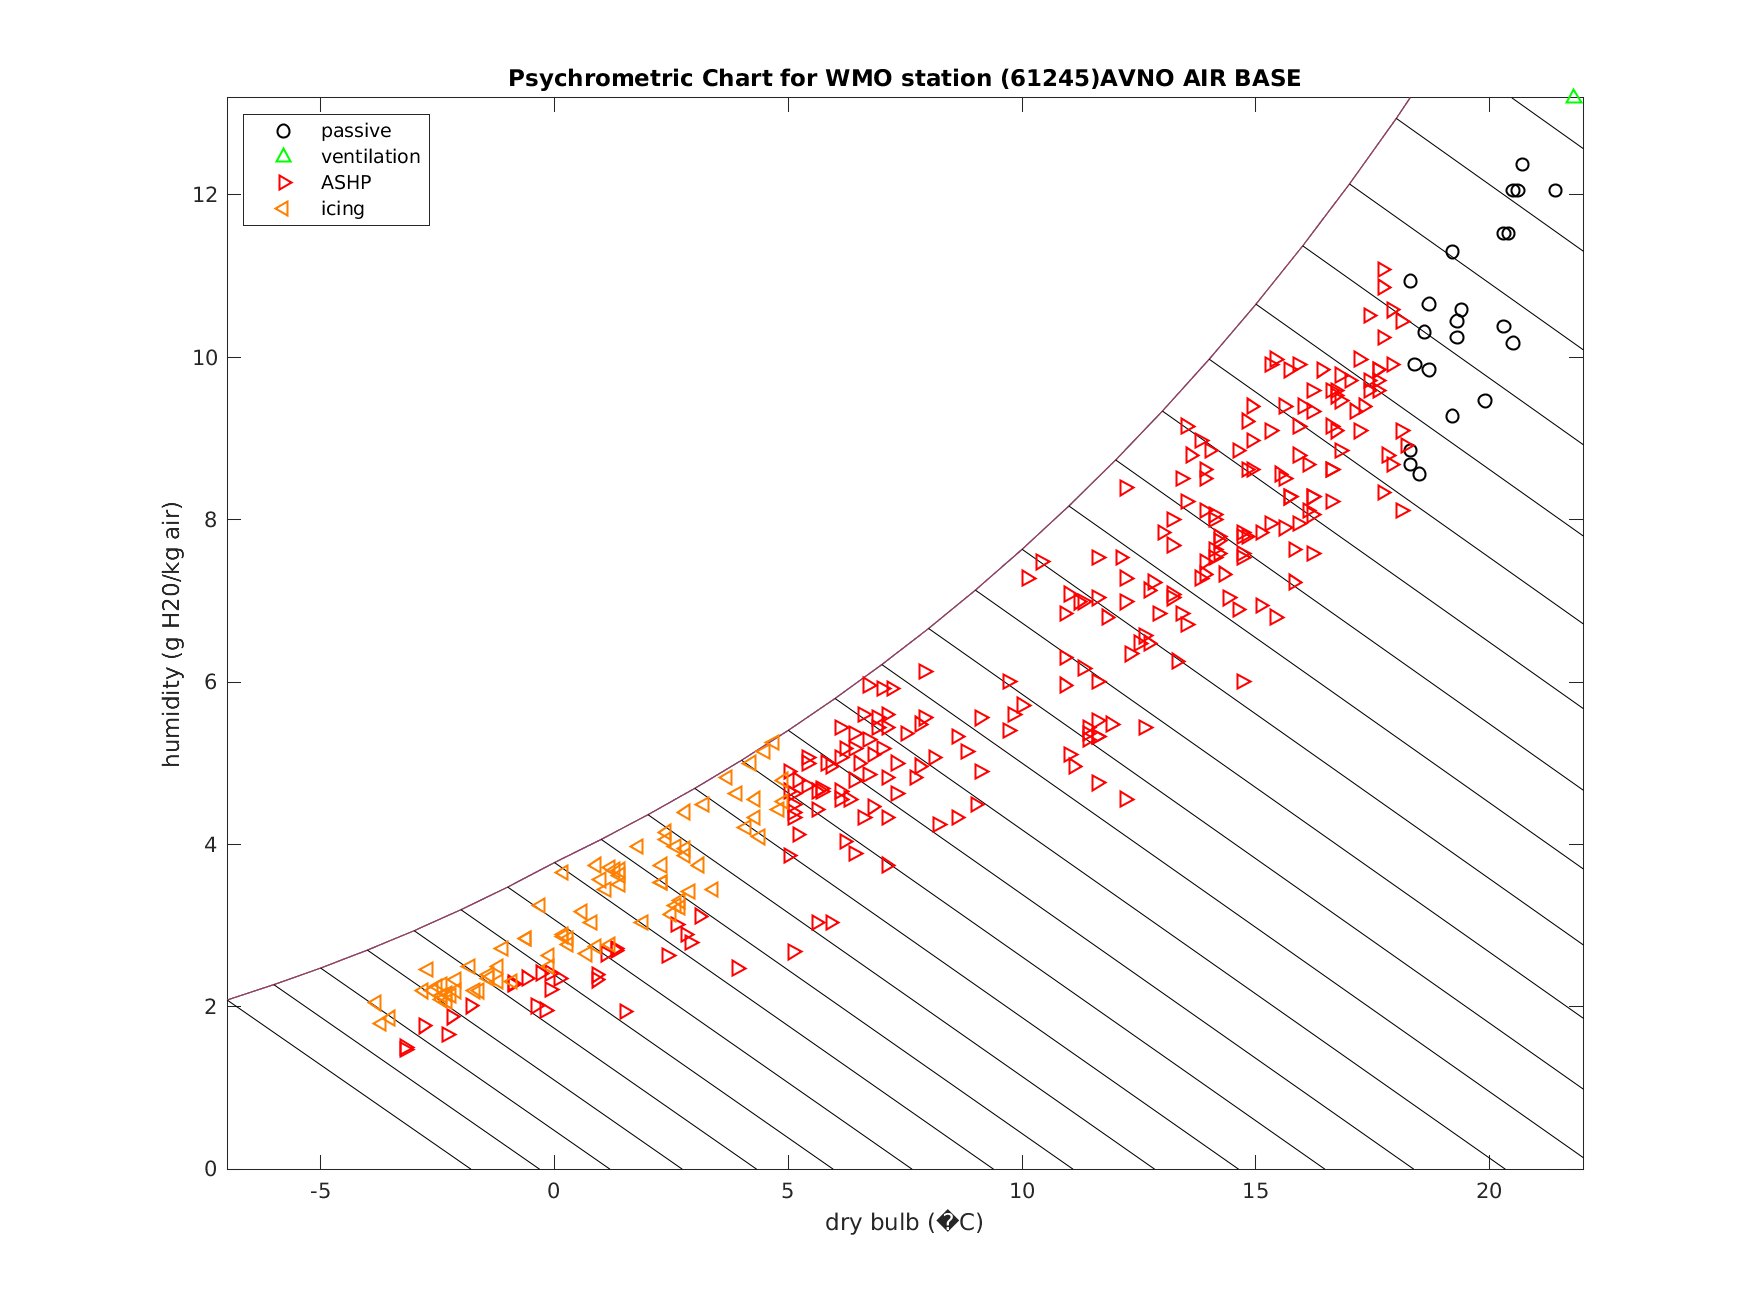 Psychrometric Chart for WMO station (61245)AVNO AIR BASE
passive
ventilation
ASHP
icing
12
10
8
6
4
2
0
humidity (g H20/kg air)
-5 0 5 10 15 20
dry bulb (�C)